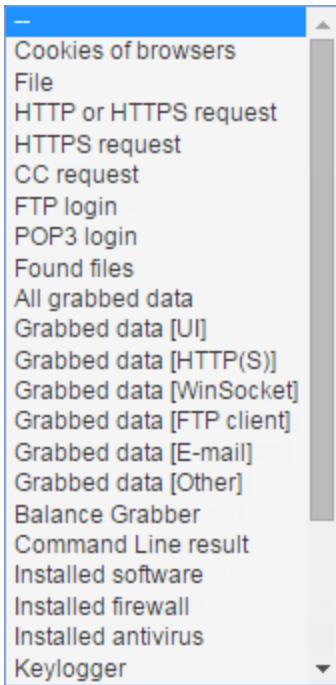 --
Cookies of browsers
File
HTTP or HTTPS request
HTTPS request
CC request
FTP login
POP3 login
Found files
All grabbed data
Grabbed data [UI]
Grabbed data [HTTP(S)]
Grabbed data [WinSocket]
Grabbed data [FTP client]
Grabbed data [E-mail]
Grabbed data [Other]
Balance Grabber
Command Line result
Installed software
Installed firewall
Installed antivirus
Keylogger